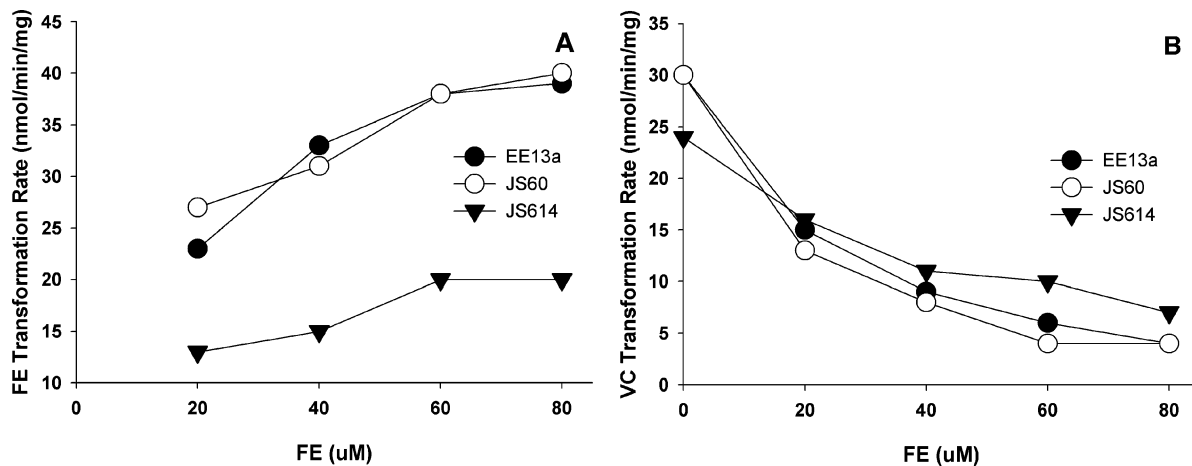 A
FE Transformation Rate (nmol/min/mg)
45
40
35
30
25
20
15
10
0
20
40
60
80
FE (uM)
EE13a
JS60
JS614
B
VC Transformation Rate (nmol/min/mg)
35
30
25
20
15
10
5
0
0
20
40
60
80
FE (uM)
EE13a
JS60
JS614